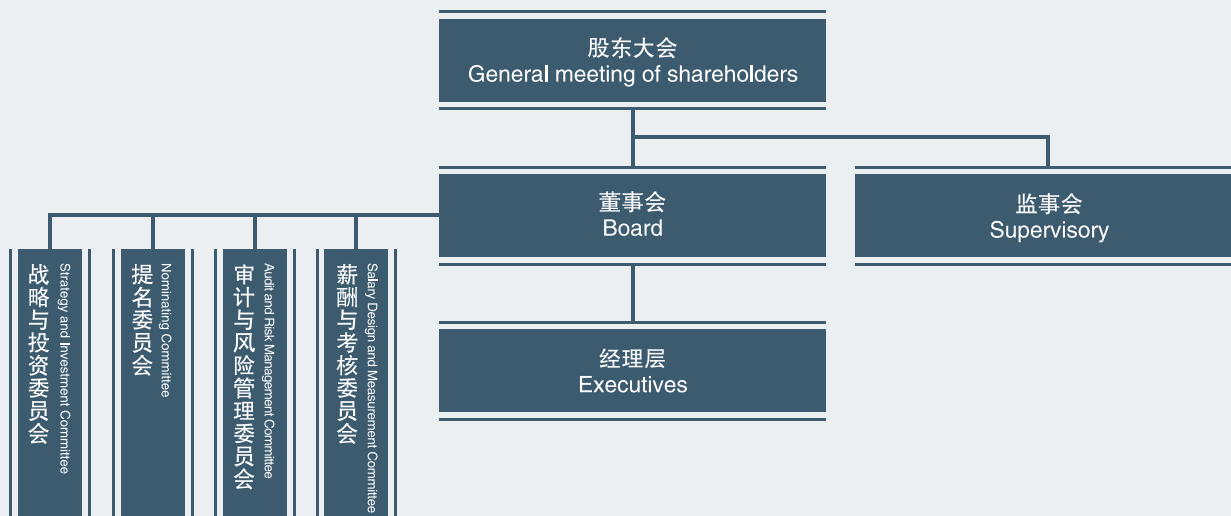 股东大会
General meeting of shareholders
董事会
Board
监事会
Supervisory
经理层
Executives
战略与投资委员会
Strategy and Investment Committee
提名委员会
Nominating Committee
审计与风险管理委员会
Audit and Risk Management Committee
薪酬与考核委员会
Salary Design and Measurement Committee